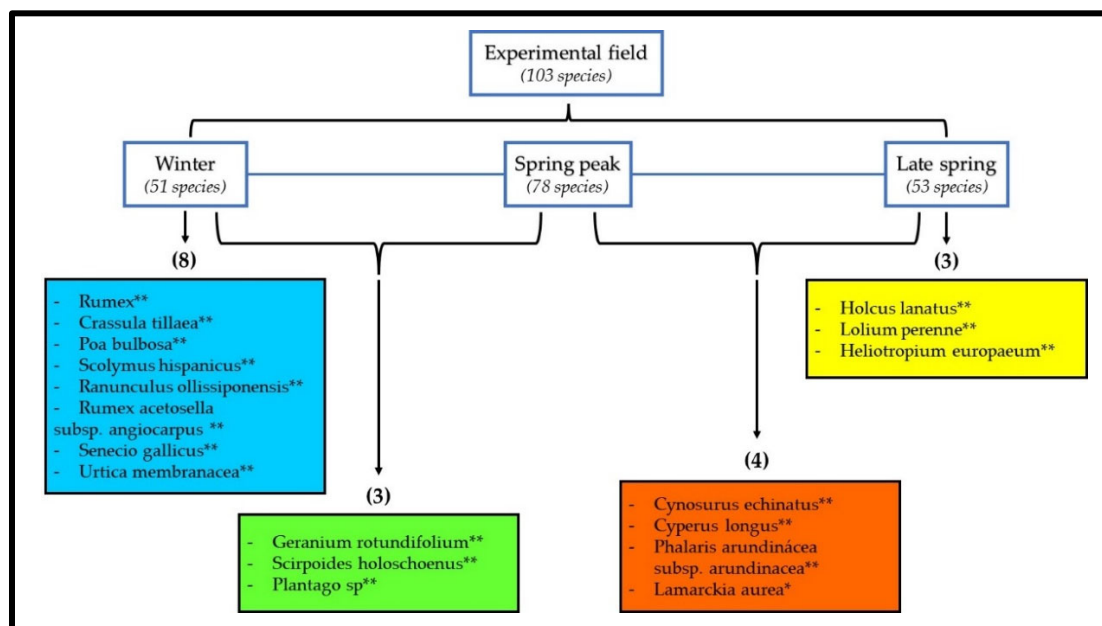 Experimental field
(103 species)
Winter
(51 species)
Spring peak
(78 species)
Late spring
(53 species)
(8)
- Rumex**
- Crassula tillaea**
- Poa bulbosa**
- Scolymus hispanicus**
- Ranunculus ollissiponensis**
- Rumex acetosella
subsp. angiocarpus **
- Senecio gallicus**
- Urtica membranacea**
(3)
- Geranium rotundifolium**
- Scirpoides holoschoenus**
- Plantago sp**
(4)
- Cynosurus echinatus**
- Cyperus longus**
- Phalaris arundinácea
subsp. arundinacea**
- Lamarckia aurea*
(3)
- Holcus lanatus**
- Lolium perenne**
- Heliotropium europaeum**